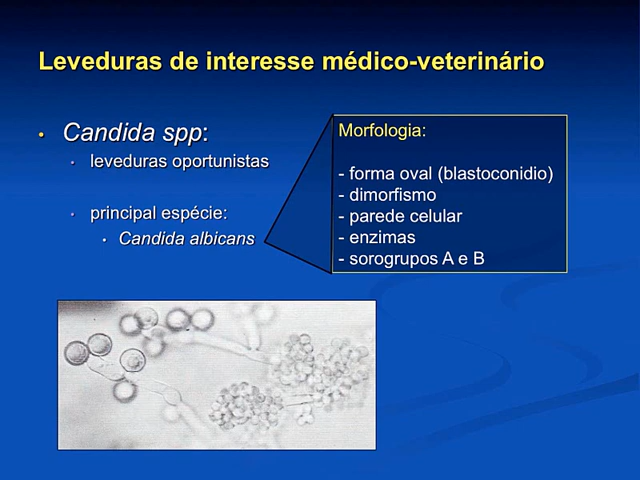 Leveduras de interesse médico-veterinário
• Candida spp:
• leveduras oportunistas
• principal espécie:
• Candida albicans
Morfologia:
- forma oval (blastoconidio)
- dimorfismo
- parede celular
- enzimas
- sorogrupos A e B